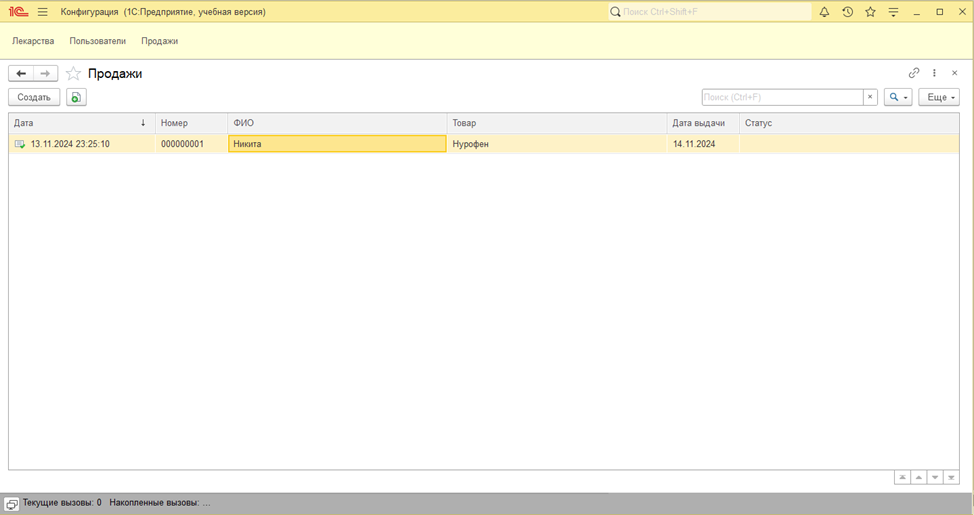 1С Конфигурация (1С:Предприятие, учебная версия) Поиск Ctrl+Shift+F
Лекарства Пользователи Продажи
Продажи
Создать Поиск (Ctrl+F) × Еще
Дата ↓ Номер ФИО Товар Дата выдачи Статус
13.11.2024 23:25:10 000000001 Никита Нурофен 14.11.2024
Текущие вызовы: 0 Накопленные вызовы: ...